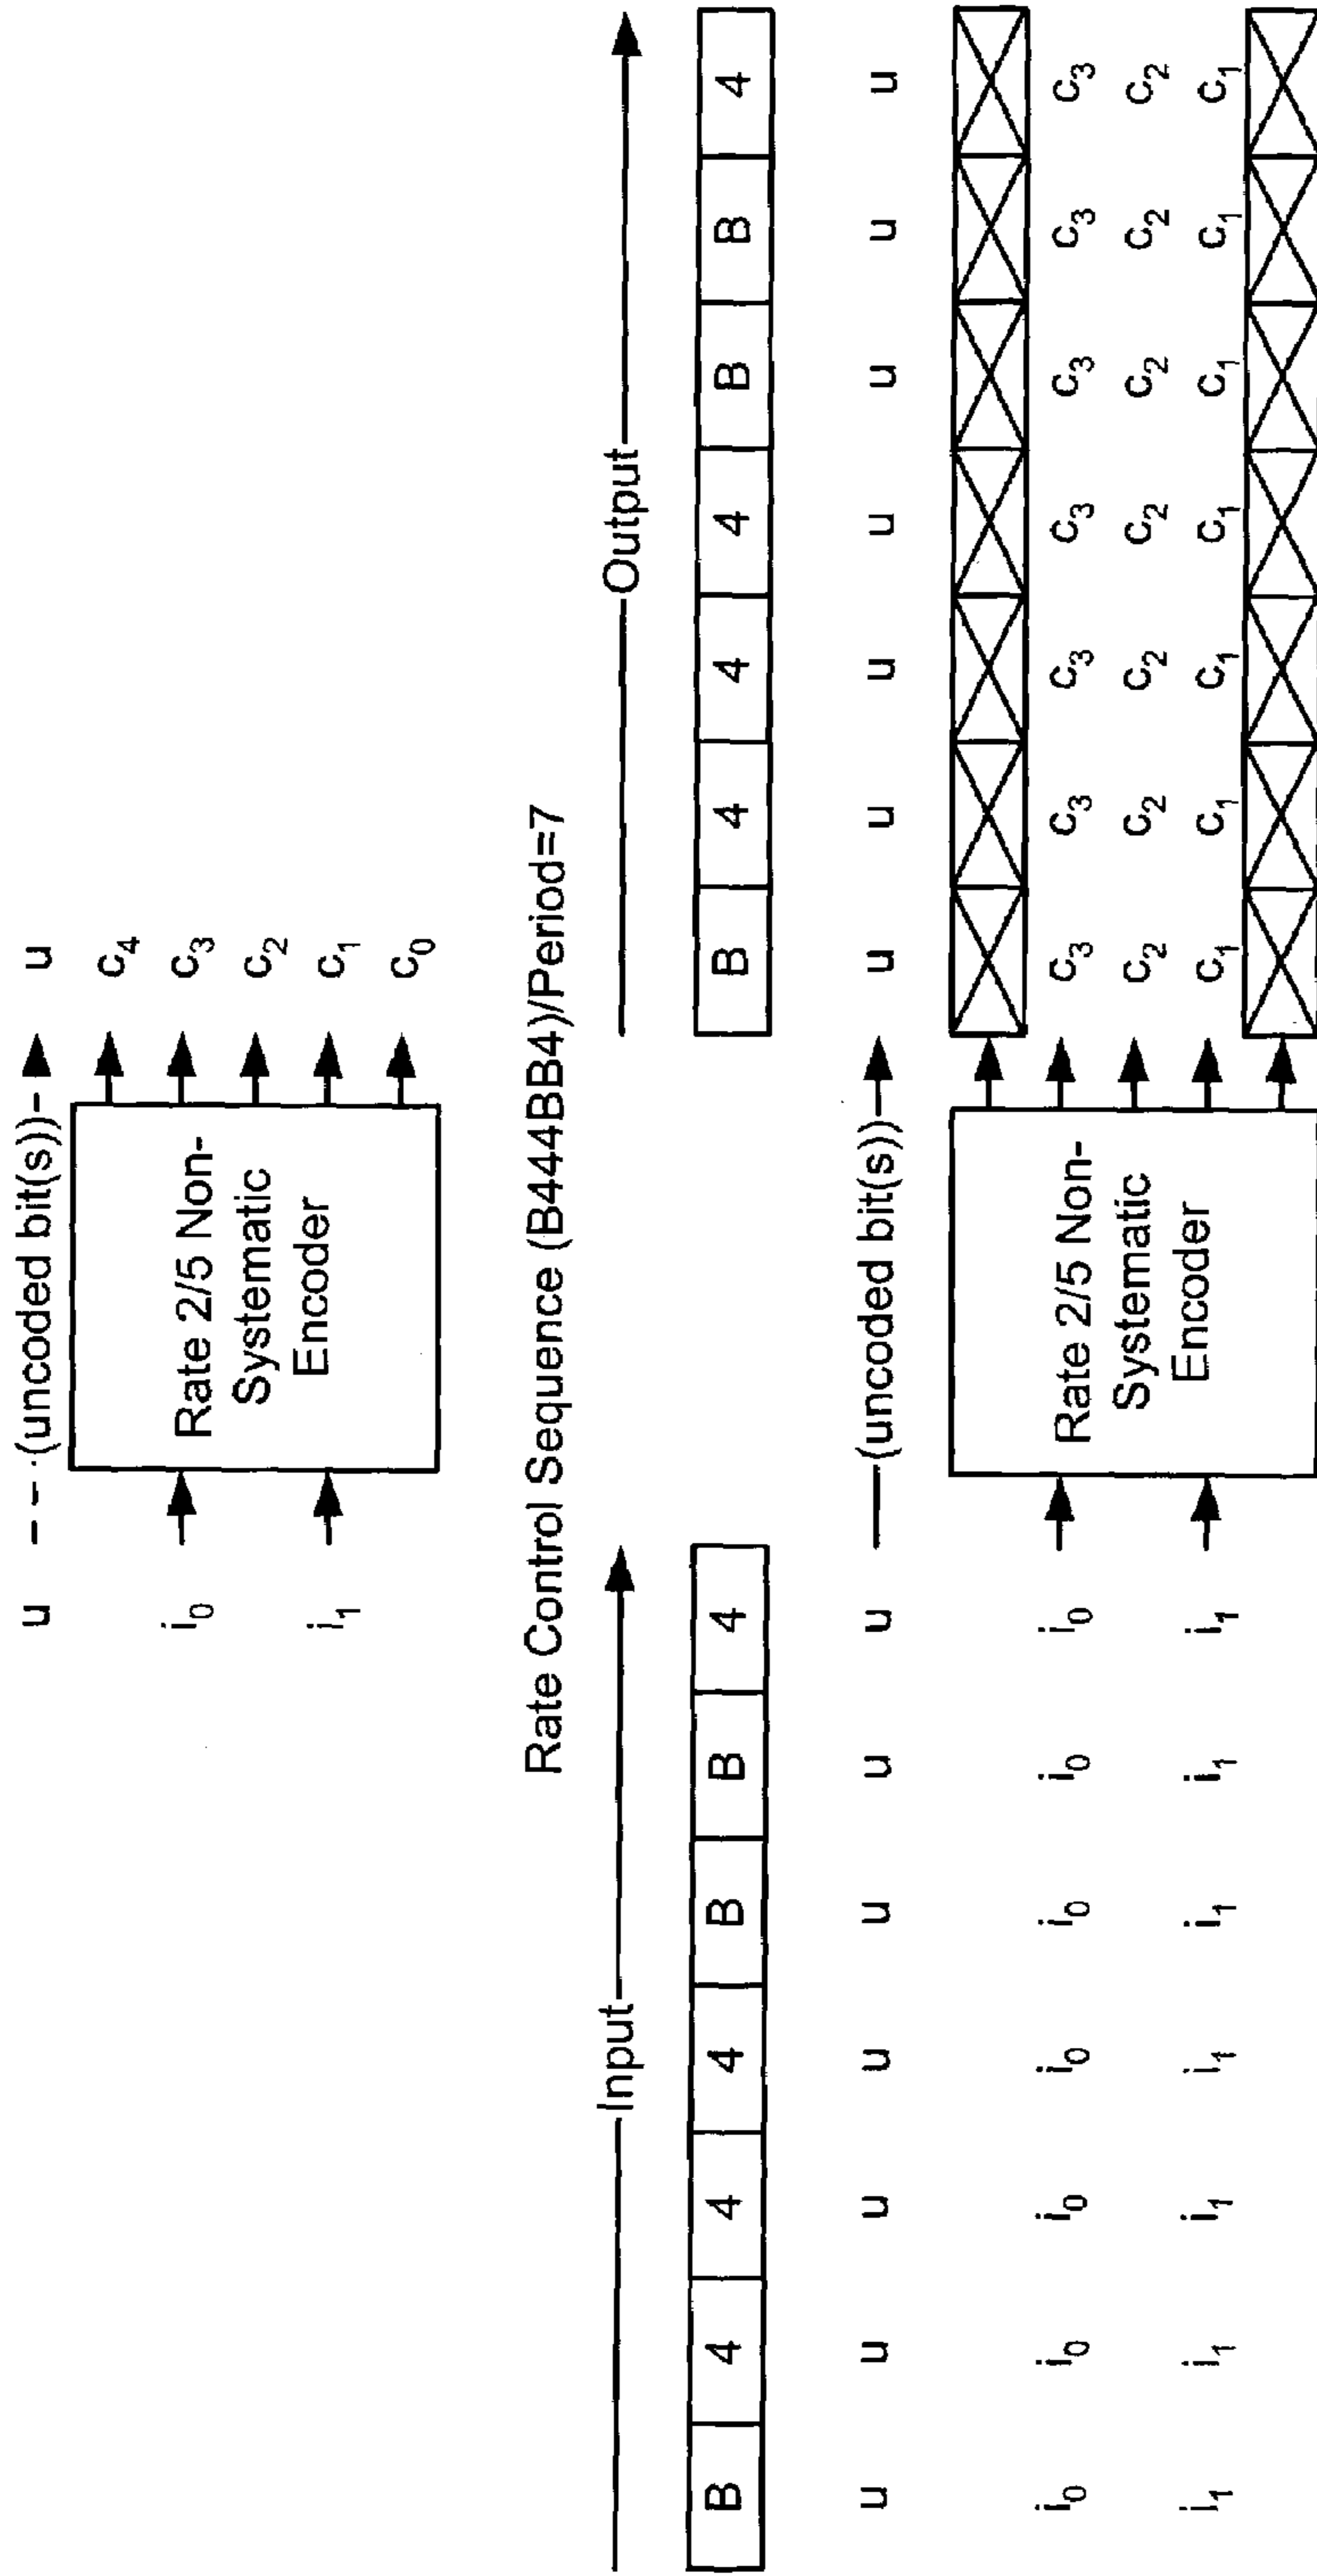 u - - - (uncoded bit(s)) - u
i₀ Rate 2/5 Non- c₄
Systematic c₃
i₁ Encoder c₂
c₁
c₀
Rate Control Sequence (B444BB4)/Period=7
Input Output
B 4 4 4 B B 4 B 4 4 4 B B 4
u u u u u u u (uncoded bit(s)) u u u u u u u
i₀ i₀ i₀ i₀ i₀ i₀ i₀ Rate 2/5 Non- c₃ c₃ c₃ c₃ c₃ c₃ c₃
Systematic c₂ c₂ c₂ c₂ c₂ c₂ c₂
i₁ i₁ i₁ i₁ i₁ i₁ i₁ Encoder c₁ c₁ c₁ c₁ c₁ c₁ c₁